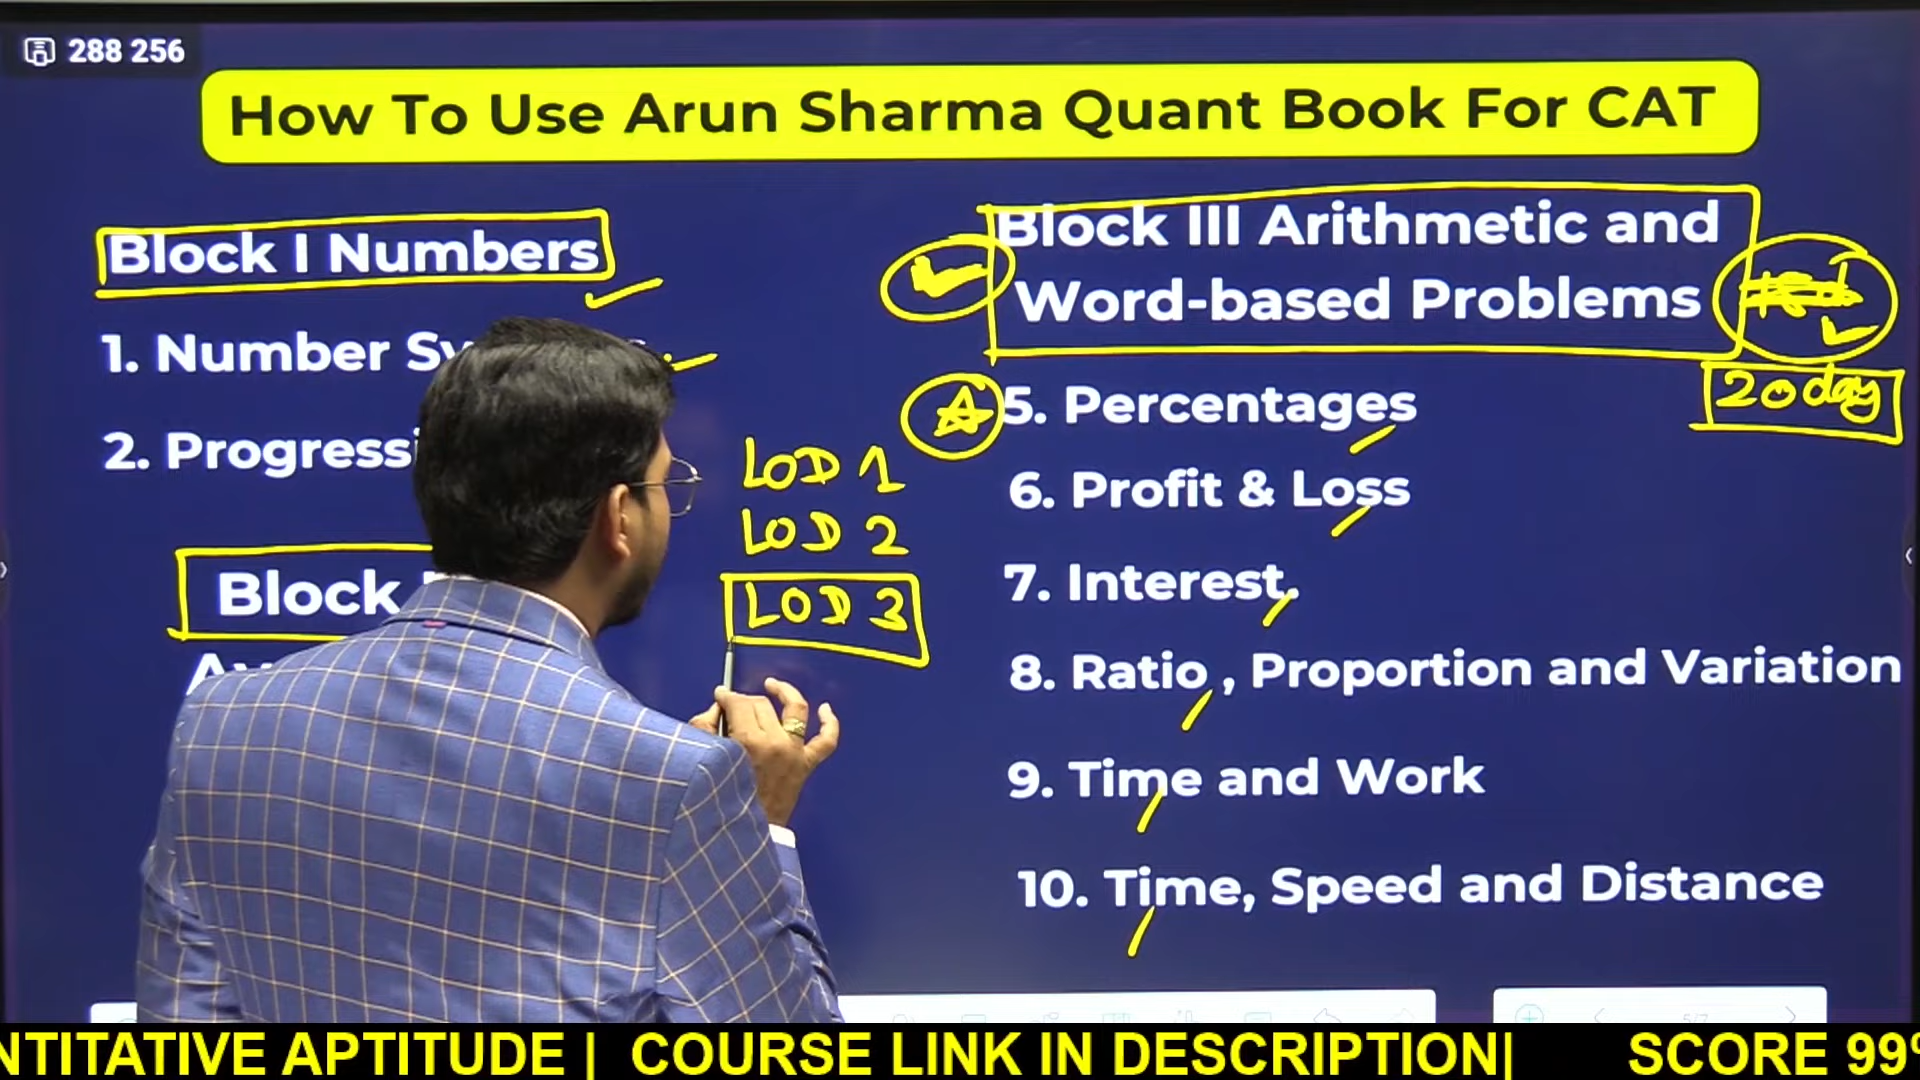 288 256
How To Use Arun Sharma Quant Book For CAT
Block I Numbers
1. Number
2. Progressi
Block
LOD 1
LOD 2
LOD 3
Block III Arithmetic and
Word-based Problems
20 day
5. Percentages
6. Profit & Loss
7. Interest.
8. Ratio , Proportion and Variation
9. Time and Work
10. Time, Speed and Distance
5/7
NTITATIVE APTITUDE | COURSE LINK IN DESCRIPTION| SCORE 99%